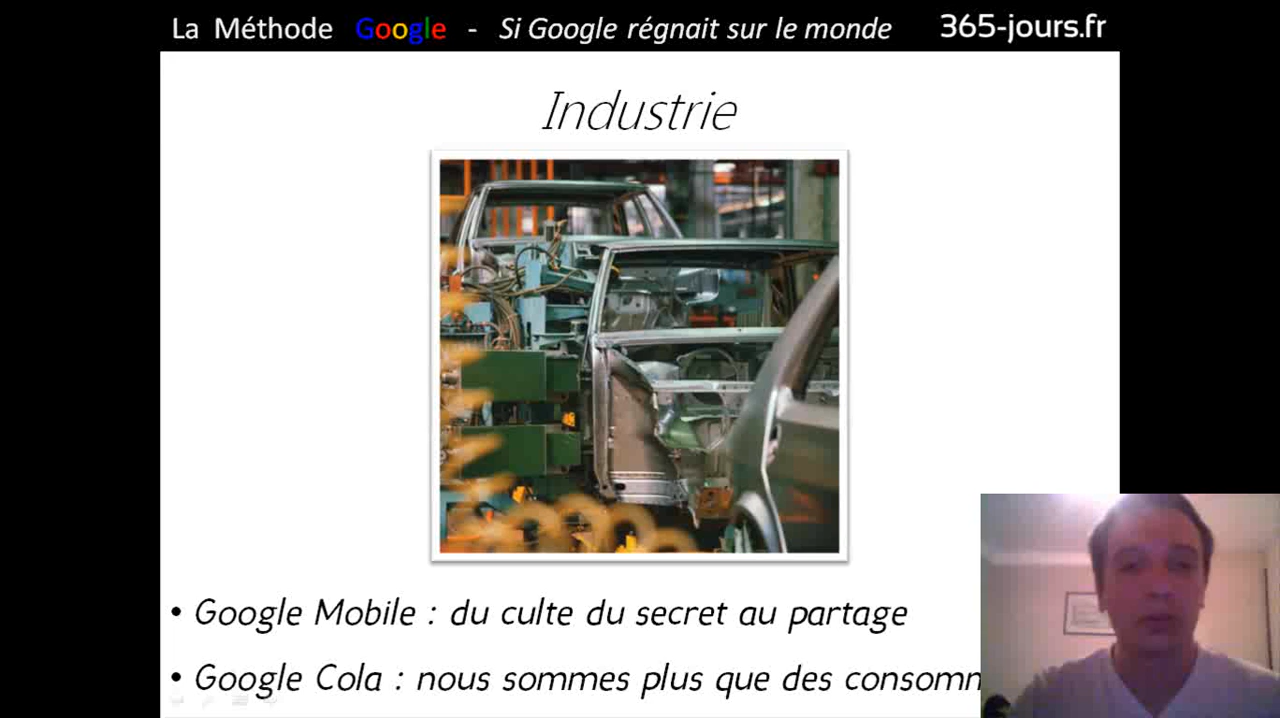 La Méthode Google - Si Google régnait sur le monde 365-jours.fr
Industrie
• Google Mobile : du culte du secret au partage
• Google Cola : nous sommes plus que des